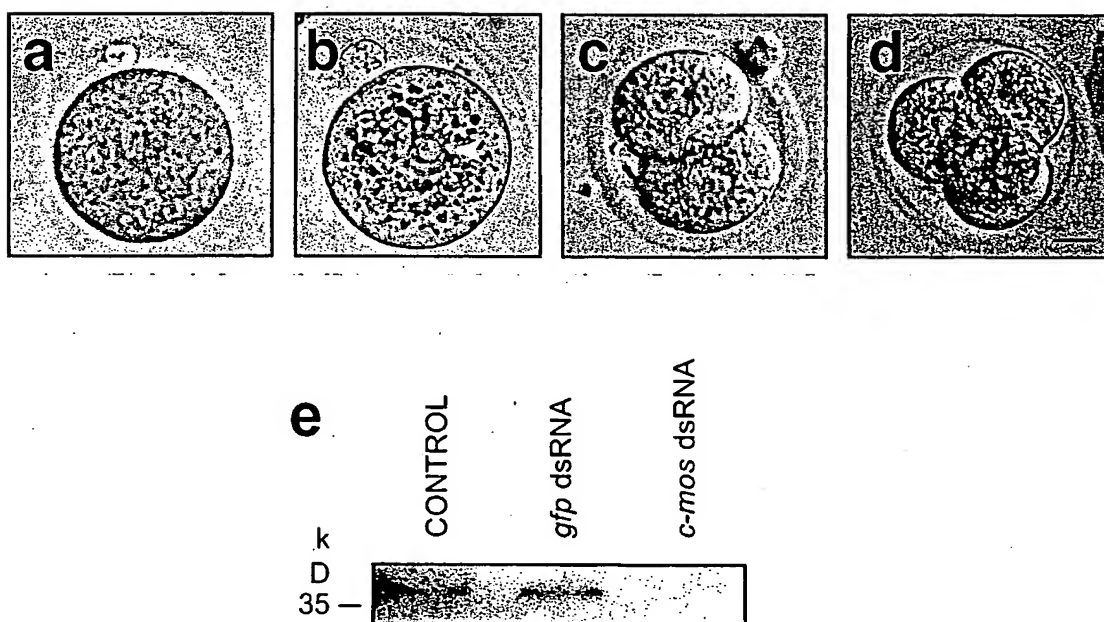 a b c d
e
CONTROL
gfp dsRNA
c-mos dsRNA
k
D
35 —